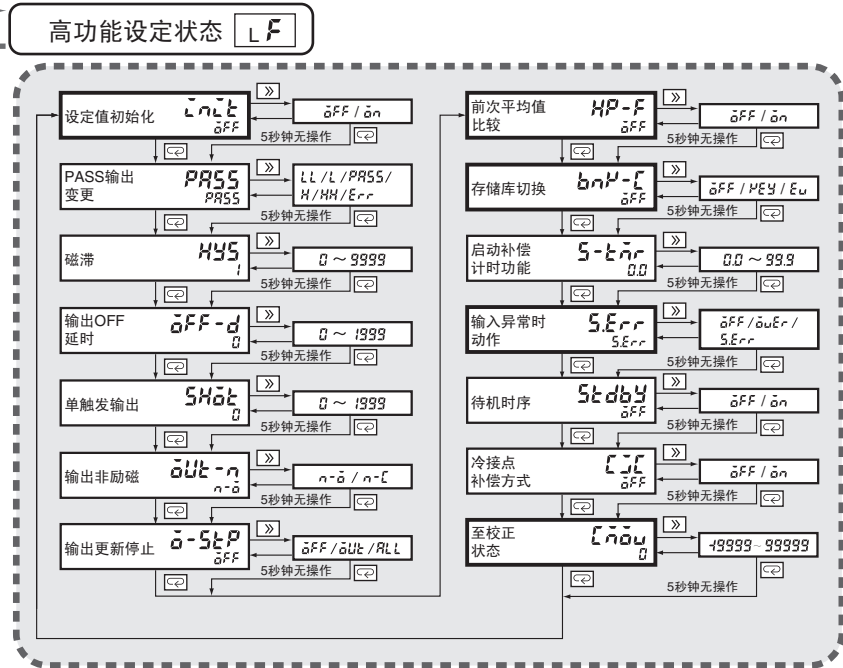 高功能设定状态 LF
设定值初始化 init oFF
oFF / on
5秒钟无操作
PASS输出
变更
PASS
PASS
LL / L / PASS /
H / HH / Err
5秒钟无操作
磁滞
HYS
1
0 ~ 9999
5秒钟无操作
输出OFF
延时
oFF-d
0
0 ~ 1999
5秒钟无操作
单触发输出
SHot
0
0 ~ 1999
5秒钟无操作
输出非励磁
oUt-n
n-o
n-o / n-C
5秒钟无操作
输出更新停止
o-StP
oFF
oFF / oUt / ALL
5秒钟无操作
前次平均值
比较
HP-F
oFF
oFF / on
5秒钟无操作
存储库切换
bnK-C
oFF
oFF / KEY / Ev
5秒钟无操作
启动补偿
计时功能
S-tmr
0.0
0.0 ~ 99.9
5秒钟无操作
输入异常时
动作
S.Err
S.Err
oFF / ovEr /
S.Err
5秒钟无操作
待机时序
Stdby
oFF
oFF / on
5秒钟无操作
冷接点
补偿方式
CJC
oFF
oFF / on
5秒钟无操作
至校正
状态
Cmov
0
-19999~99999
5秒钟无操作